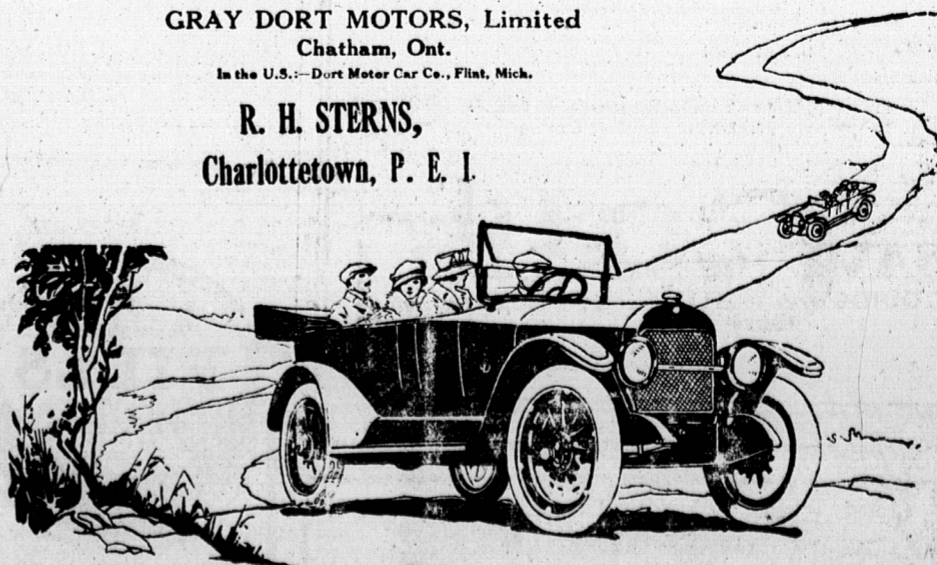 GRAY DORT MOTORS, Limited
Chatham, Ont.
In the U.S.:—Dort Motor Car Co., Flint, Mich.
R. H. STERNS,
Charlottetown, P. E. I.